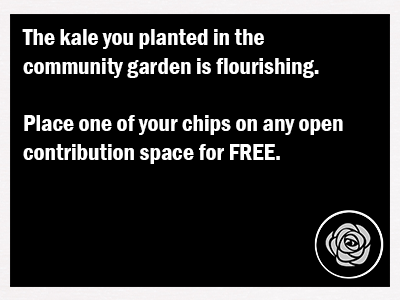 The kale you planted in the
community garden is flourishing.
Place one of your chips on any open
contribution space for FREE.